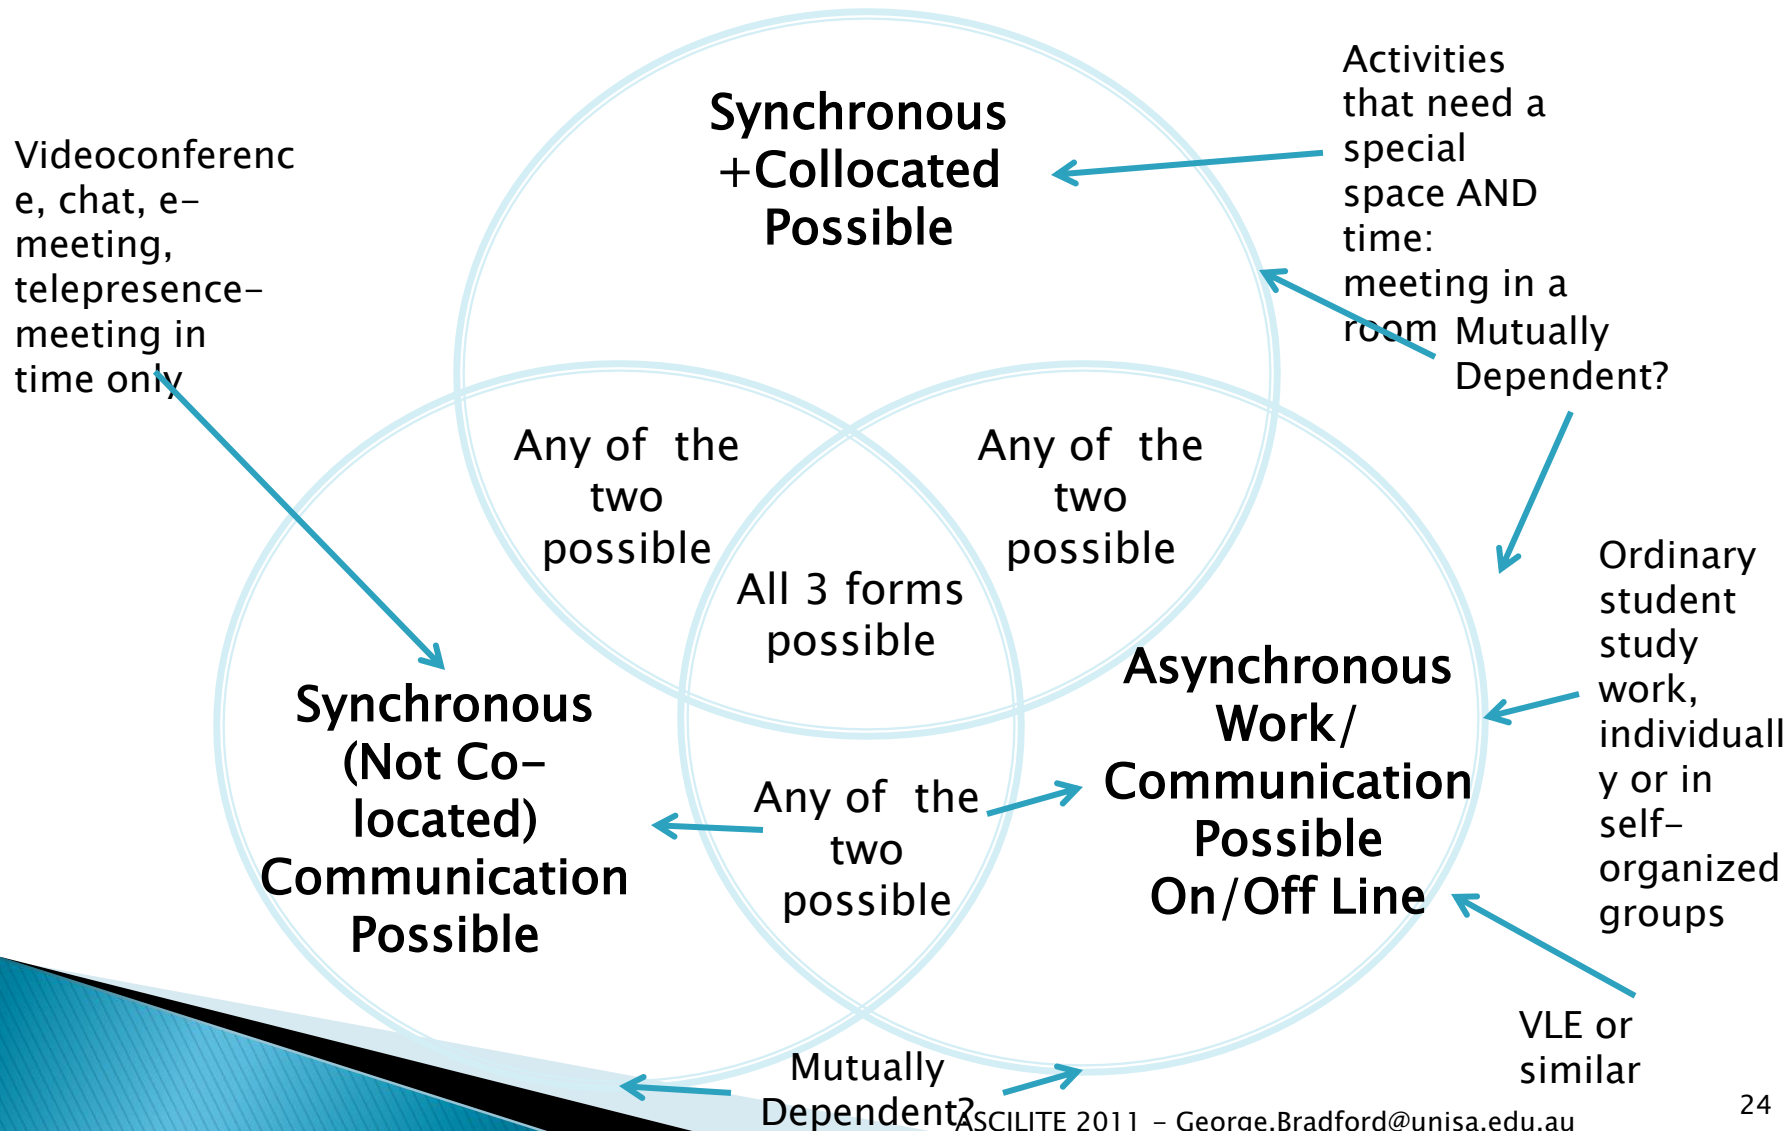 Synchronous
+Collocated
Possible
Activities
that need a
special
space AND
time:
meeting in a
room
Mutually
Dependent?
Videoconferenc
e, chat, e-
meeting,
telepresence-
meeting in
time only
Any of the
two
possible
Any of the
two
possible
All 3 forms
possible
Synchronous
(Not Co-
located)
Communication
Possible
Any of the
two
possible
Asynchronous
Work/
Communication
Possible
On/Off Line
Ordinary
student
study
work,
individuall
y or in
self-
organized
groups
VLE or
similar
Mutually
Dependent?
ASCILITE 2011 - George.Bradford@unisa.edu.au
24